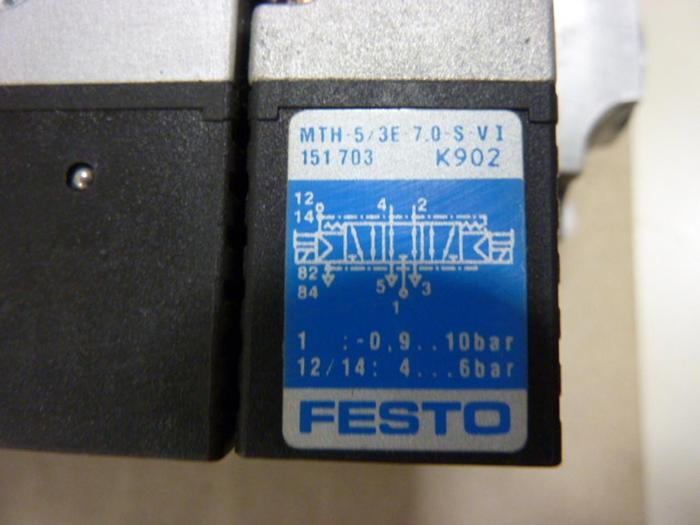 MTH-5/3E-7.0-S-VI
151 703 K902
12
14
4 2
82
84
5 3
1
1 :-0,9..10bar
12/14: 4...6bar
FESTO